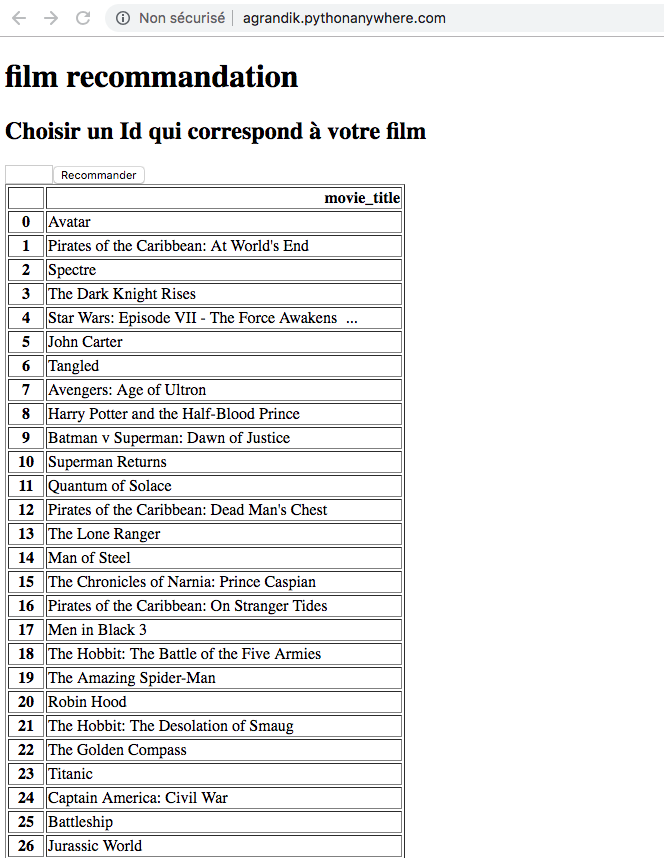 Non sécurisé agrandik.pythonanywhere.com
film recommandation
Choisir un Id qui correspond à votre film
Recommander
movie_title
0 Avatar
1 Pirates of the Caribbean: At World's End
2 Spectre
3 The Dark Knight Rises
4 Star Wars: Episode VII - The Force Awakens ...
5 John Carter
6 Tangled
7 Avengers: Age of Ultron
8 Harry Potter and the Half-Blood Prince
9 Batman v Superman: Dawn of Justice
10 Superman Returns
11 Quantum of Solace
12 Pirates of the Caribbean: Dead Man's Chest
13 The Lone Ranger
14 Man of Steel
15 The Chronicles of Narnia: Prince Caspian
16 Pirates of the Caribbean: On Stranger Tides
17 Men in Black 3
18 The Hobbit: The Battle of the Five Armies
19 The Amazing Spider-Man
20 Robin Hood
21 The Hobbit: The Desolation of Smaug
22 The Golden Compass
23 Titanic
24 Captain America: Civil War
25 Battleship
26 Jurassic World